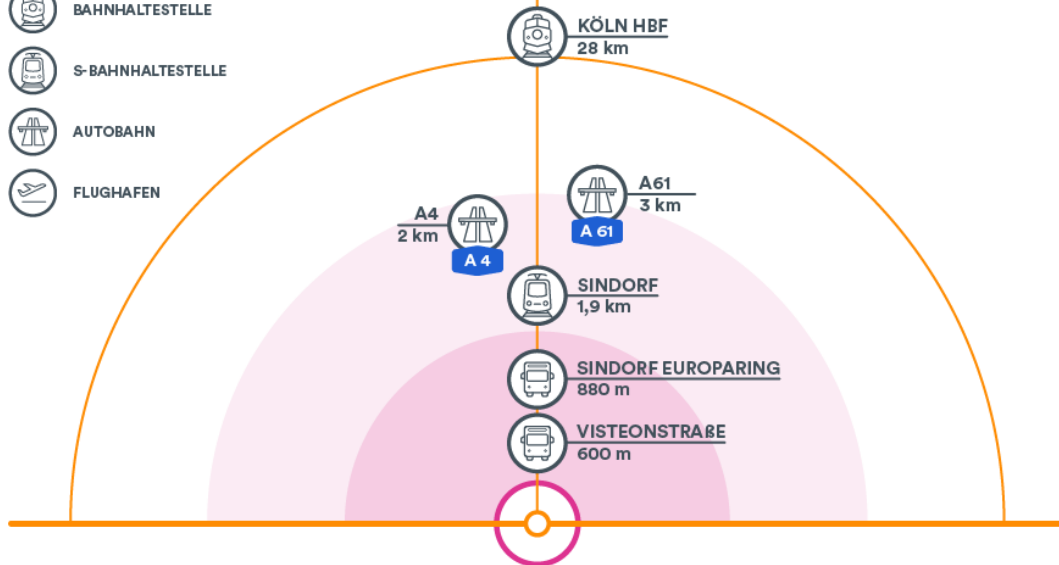 BAHNHALTESTELLE
S-BAHNHALTESTELLE
AUTOBAHN
FLUGHAFEN
KÖLN HBF
28 km
A61
3 km
A 61
A4
2 km
A 4
SINDORF
1,9 km
SINDORF EUROPARING
880 m
VISTEONSTRAßE
600 m